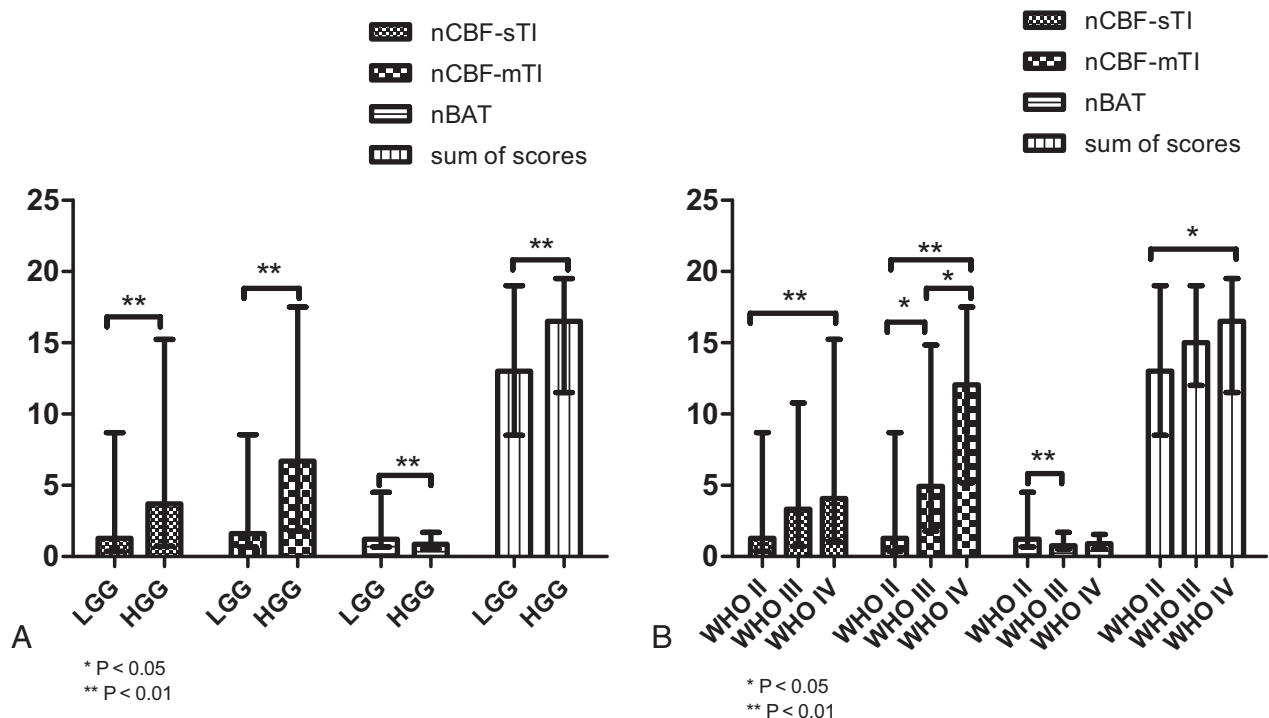 nCBF-sTI
nCBF-mTI
nBAT
sum of scores
25
20
15
10
5
0
**
**
**
**
LGG
HGG
LGG
HGG
LGG
HGG
LGG
HGG
A
* P < 0.05
** P < 0.01
nCBF-sTI
nCBF-mTI
nBAT
sum of scores
25
20
15
10
5
0
**
**
*
*
**
*
WHO II
WHO III
WHO IV
WHO II
WHO III
WHO IV
WHO II
WHO III
WHO IV
WHO II
WHO III
WHO IV
B
* P < 0.05
** P < 0.01